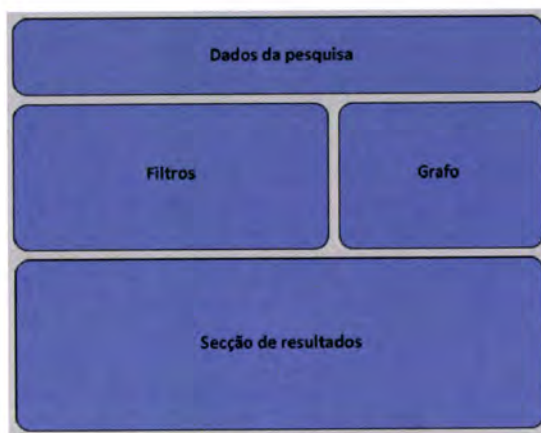 Dados da pesquisa
Filtros
Grafo
Secção de resultados